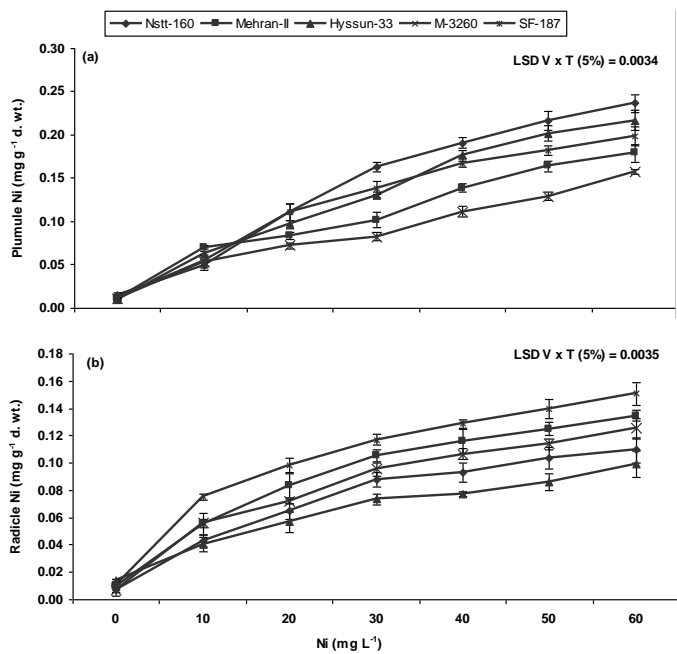 Nstt-160 Mehran-II Hyssun-33 M-3260 SF-187
(a)
LSD V x T (5%) = 0.0034
Plumule Ni (mg g⁻¹ d. wt.)
0.30
0.25
0.20
0.15
0.10
0.05
0.00
(b)
LSD V x T (5%) = 0.0035
Radicle Ni (mg g⁻¹ d. wt.)
0.18
0.16
0.14
0.12
0.10
0.08
0.06
0.04
0.02
0.00
0 10 20 30 40 50 60
Ni (mg L⁻¹)